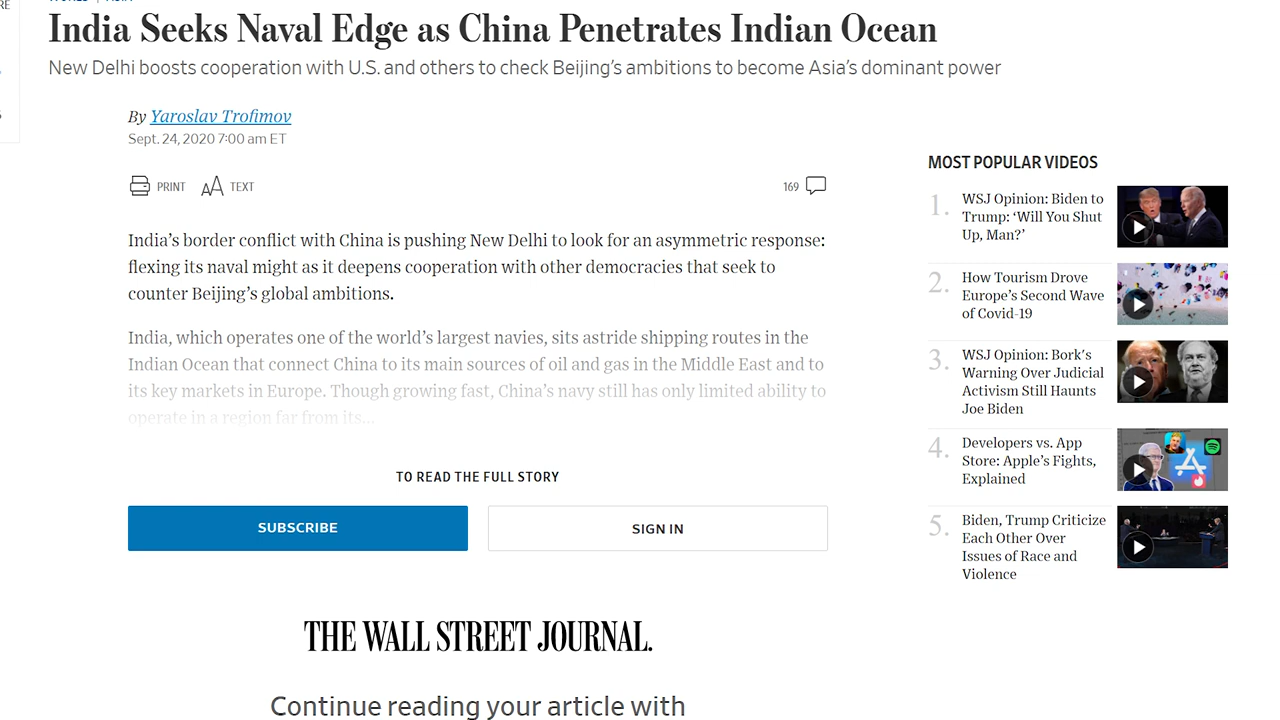 India Seeks Naval Edge as China Penetrates Indian Ocean
New Delhi boosts cooperation with U.S. and others to check Beijing's ambitions to become Asia's dominant power
By Yaroslav Trofimov
Sept. 24, 2020 7:00 am ET
PRINT
TEXT
169
India's border conflict with China is pushing New Delhi to look for an asymmetric response:
flexing its naval might as it deepens cooperation with other democracies that seek to
counter Beijing's global ambitions.
India, which operates one of the world's largest navies, sits astride shipping routes in the
Indian Ocean that connect China to its main sources of oil and gas in the Middle East and to
its key markets in Europe. Though growing fast, China's navy still has only limited ability to
operate in a region far from its...
TO READ THE FULL STORY
SUBSCRIBE
SIGN IN
THE WALL STREET JOURNAL.
Continue reading your article with
MOST POPULAR VIDEOS
1. WSJ Opinion: Biden to
Trump: ‘Will You Shut
Up, Man?’
2. How Tourism Drove
Europe's Second Wave
of Covid-19
3. WSJ Opinion: Bork's
Warning Over Judicial
Activism Still Haunts
Joe Biden
4. Developers vs. App
Store: Apple's Fights,
Explained
5. Biden, Trump Criticize
Each Other Over
Issues of Race and
Violence